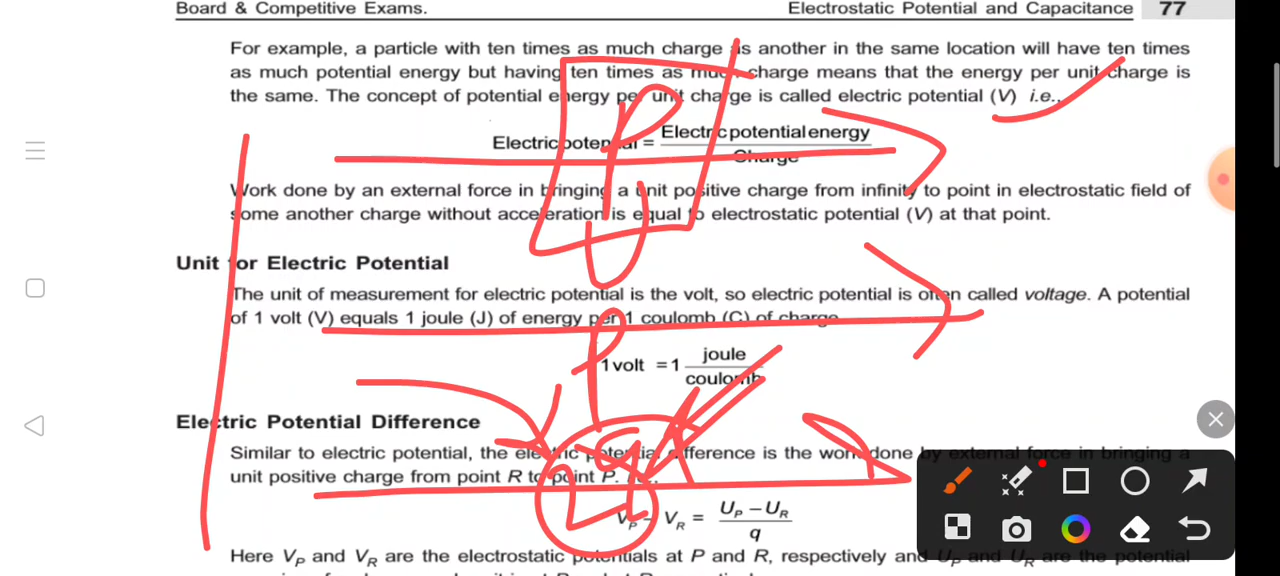 Board & Competitive Exams. Electrostatic Potential and Capacitance 77
For example, a particle with ten times as much charge as another in the same location will have ten times
as much potential energy but having ten times as much charge means that the energy per unit charge is
the same. The concept of potential energy per unit charge is called electric potential (V) i.e.,
Electric potential = Electric potential energy / Charge
Work done by an external force in bringing a unit positive charge from infinity to point in electrostatic field of
some another charge without acceleration is equal to electrostatic potential (V) at that point.
Unit for Electric Potential
The unit of measurement for electric potential is the volt, so electric potential is often called voltage. A potential
of 1 volt (V) equals 1 joule (J) of energy per 1 coulomb (C) of charge.
1 volt = 1 joule / coulomb
Electric Potential Difference
Similar to electric potential, the electric potential difference is the work done by external force in bringing a
unit positive charge from point R to point P.
V_P – V_R = U_P – U_R / q
Here V_P and V_R are the electrostatic potentials at P and R, respectively and U_P and U_R are the potential